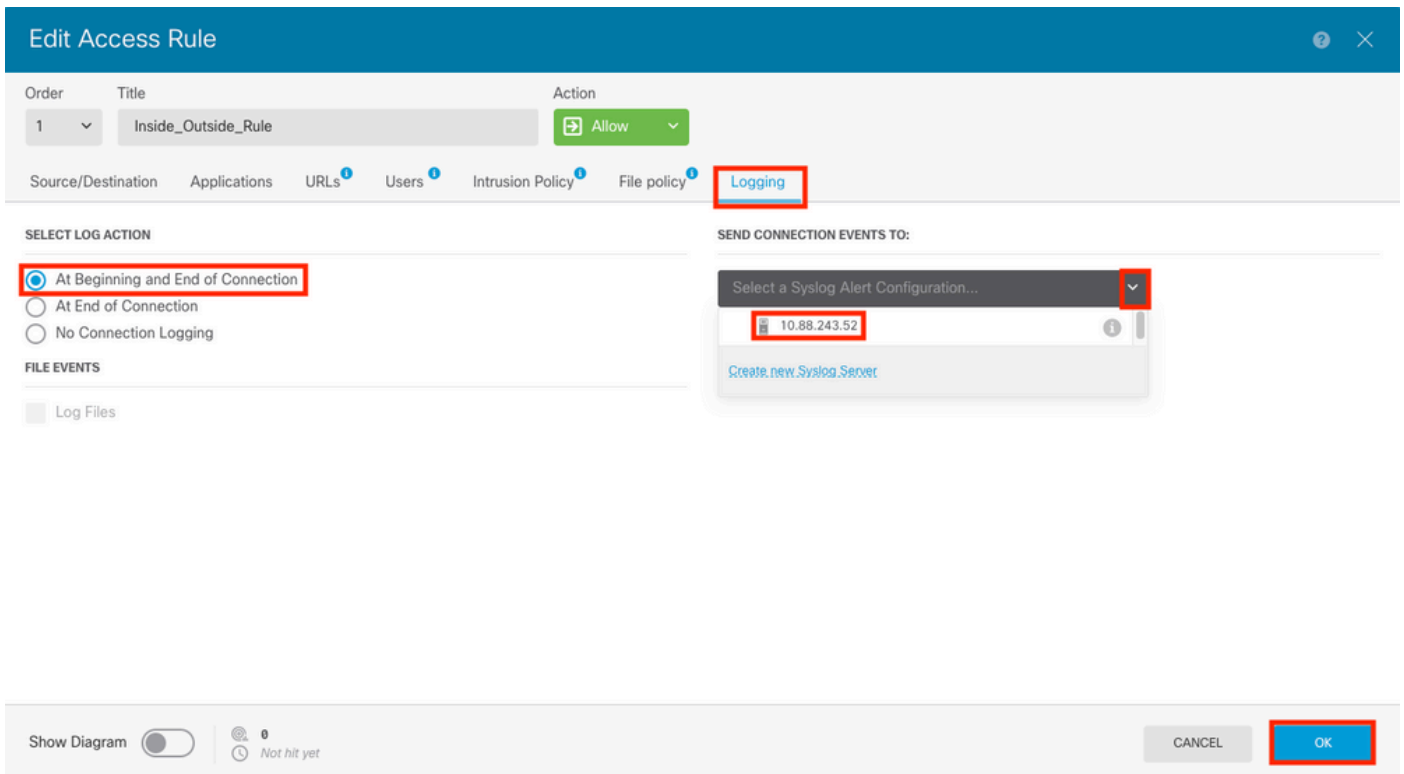 Edit Access Rule
Order Title Action
1 Inside_Outside_Rule Allow
Source/Destination Applications URLs Users Intrusion Policy File policy Logging
SELECT LOG ACTION
At Beginning and End of Connection
At End of Connection
No Connection Logging
FILE EVENTS
Log Files
SEND CONNECTION EVENTS TO:
Select a Syslog Alert Configuration...
10.88.243.52
Create new Syslog Server
Show Diagram
0
Not hit yet
CANCEL OK